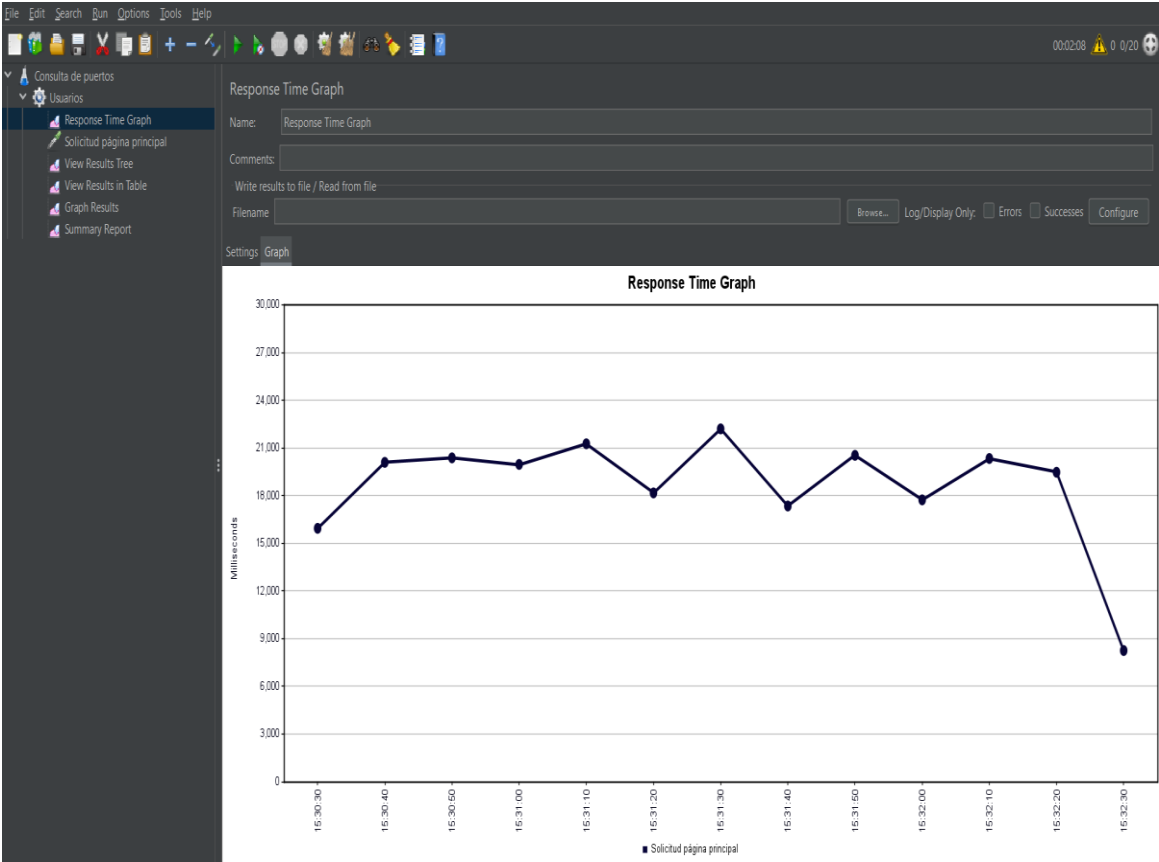 File Edit Search Run Options Tools Help
00:02:08 0 0/20
Consulta de puertos
Usuarios
Response Time Graph
Solicitud página principal
View Results Tree
View Results in Table
Graph Results
Summary Report
Response Time Graph
Name: Response Time Graph
Comments:
Write results to file / Read from file
Filename Browse... Log/Display Only: Errors Successes Configure
Settings Graph
Response Time Graph
Milliseconds
30,000
27,000
24,000
21,000
18,000
15,000
12,000
9,000
6,000
3,000
0
15:30:30 15:30:40 15:30:50 15:31:00 15:31:10 15:31:20 15:31:30 15:31:40 15:31:50 15:32:00 15:32:10 15:32:20 15:32:30
Solicitud página principal